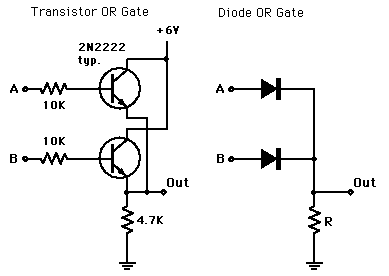 Transistor OR Gate
Diode OR Gate
+6V
2N2222
typ.
A
10K
10K
B
Out
4.7K
A
B
Out
R